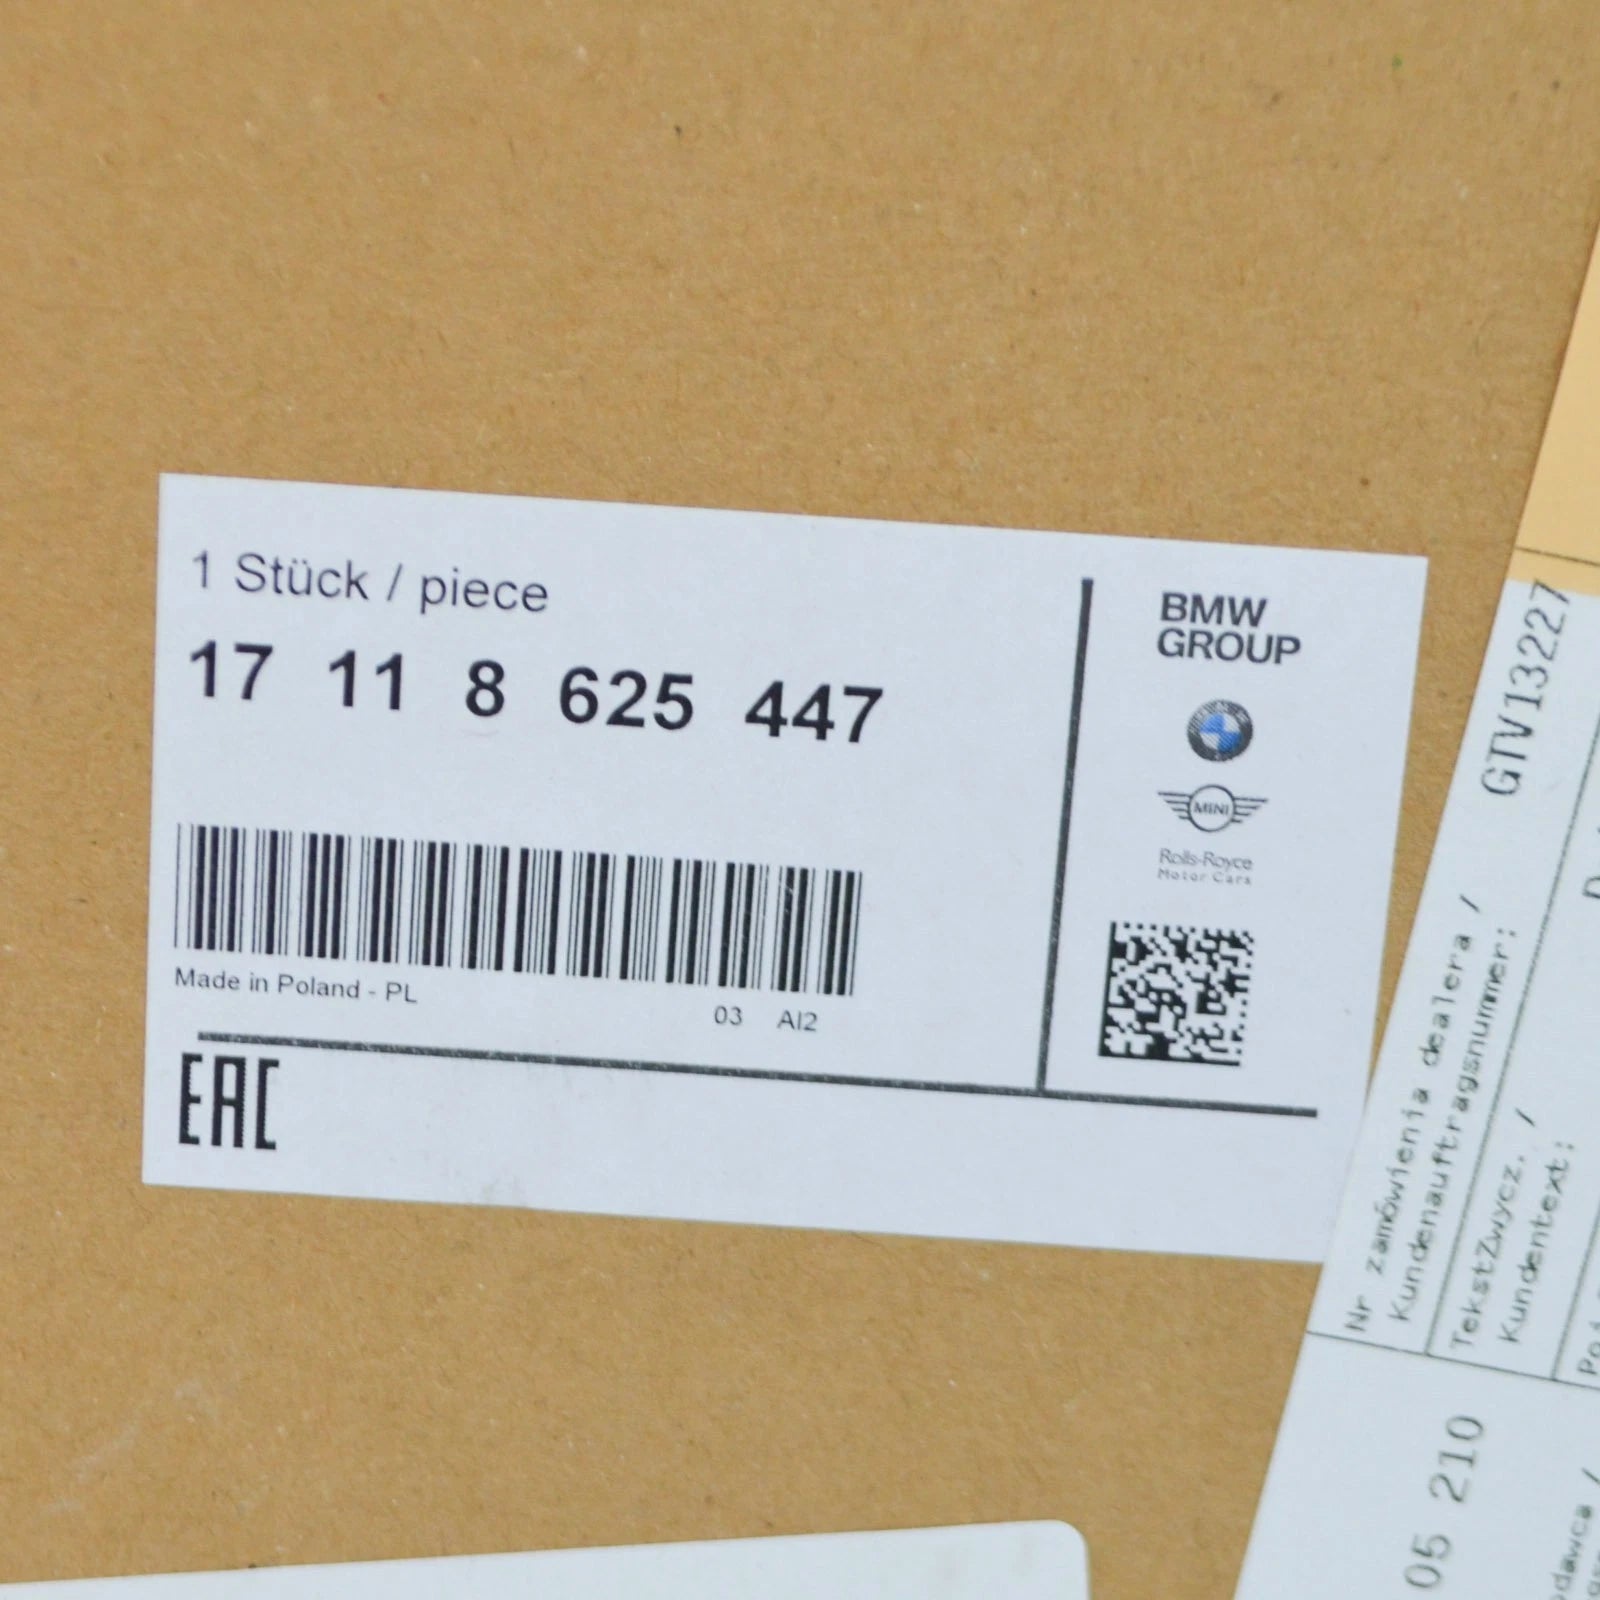 1 Stück / piece
17 11 8 625 447
Made in Poland - PL
03 AI2
EAC
BMW
GROUP
MINI
Rolls-Royce
Motor Cars
Nr zamówienia dealera /
Kundenauftragsnummer:
GTV13227
TekstZwycz. /
Kundentext:
05 210